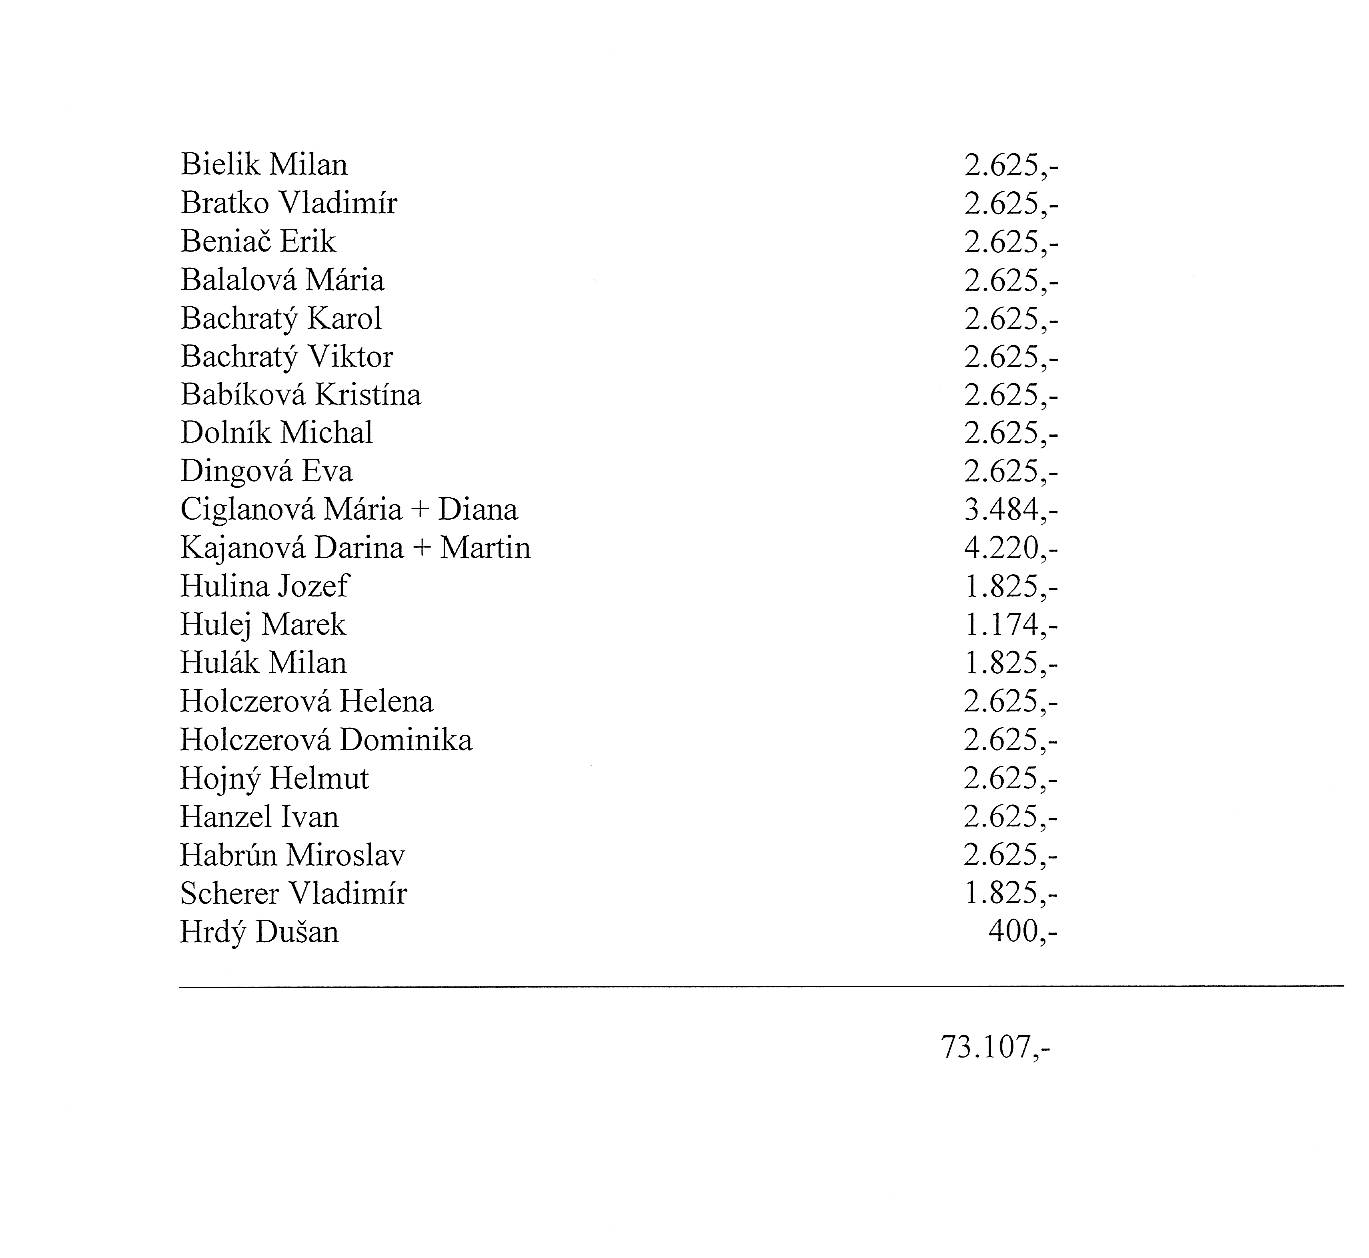 Bielik Milan 2.625,-
Bratko Vladimír 2.625,-
Beniač Erik 2.625,-
Balalová Mária 2.625,-
Bachratý Karol 2.625,-
Bachratý Viktor 2.625,-
Babíková Kristína 2.625,-
Dolník Michal 2.625,-
Dingová Eva 2.625,-
Ciglanová Mária + Diana 3.484,-
Kajanová Darina + Martin 4.220,-
Hulina Jozef 1.825,-
Hulej Marek 1.174,-
Hulák Milan 1.825,-
Holczerová Helena 2.625,-
Holczerová Dominika 2.625,-
Hojný Helmut 2.625,-
Hanzel Ivan 2.625,-
Habrún Miroslav 2.625,-
Scherer Vladimír 1.825,-
Hrdý Dušan 400,-
73.107,-